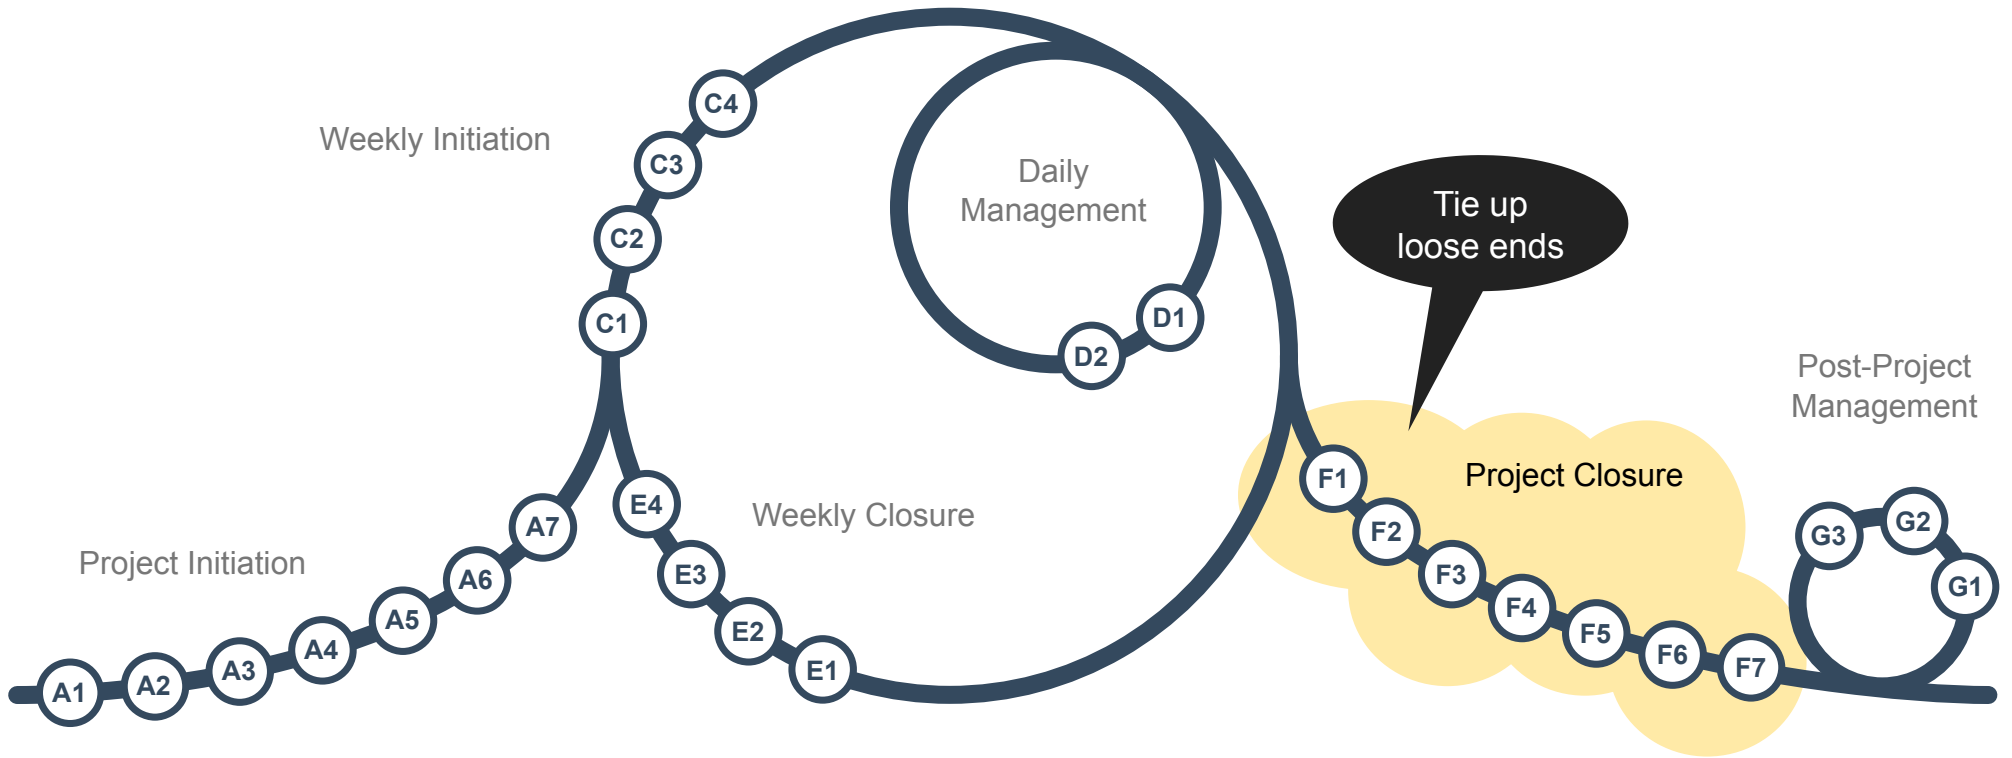 Project Initiation
A1
A2
A3
A4
A5
A6
A7
Weekly Initiation
C1
C2
C3
C4
Daily
Management
D1
D2
Weekly Closure
E1
E2
E3
E4
Tie up
loose ends
Project Closure
F1
F2
F3
F4
F5
F6
F7
Post-Project
Management
G1
G2
G3